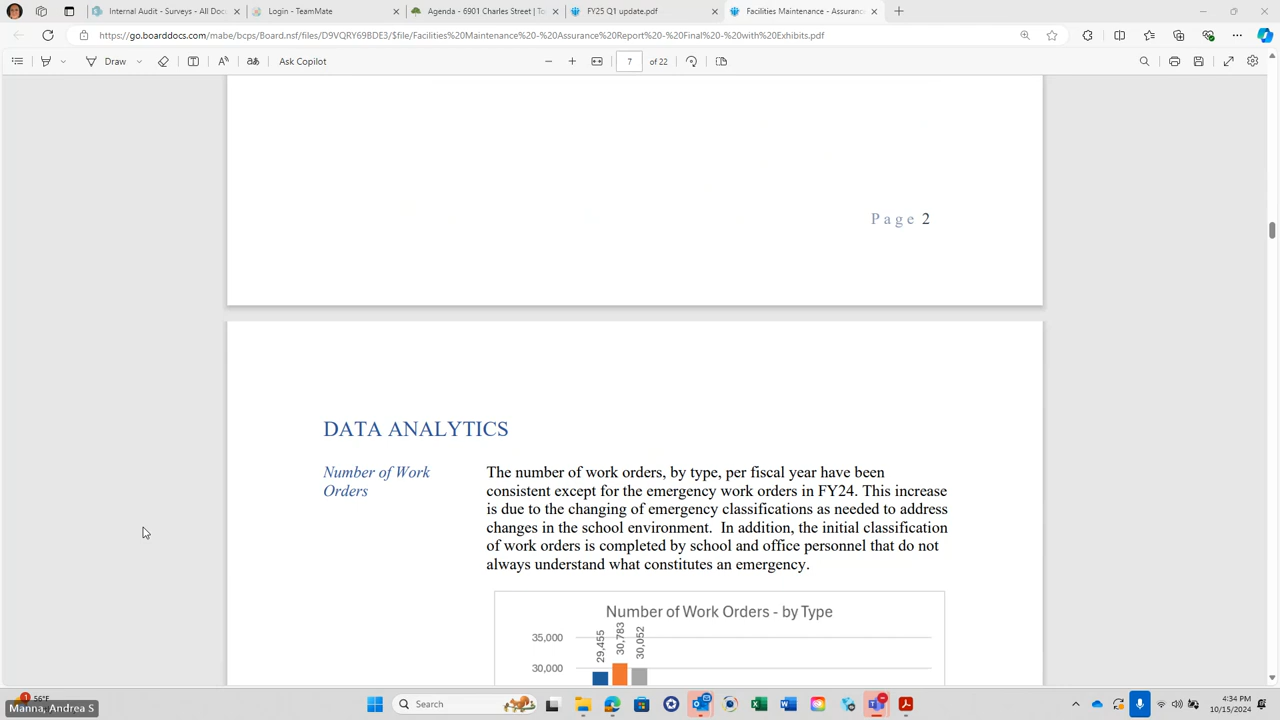 Internal Audit - Surveys - All Doc
Login - TeamMate
Agenda - 6901 Charles Street | To
FY25 Q1 update.pdf
Facilities Maintenance - Assuranc
https://go.boarddocs.com/mabe/bcps/Board.nsf/files/D9VQRY69BDE3/$file/Facilities%20Maintenance%20-%20Assurance%20Report%20-%20Final%20-%20with%20Exhibits.pdf
Draw
Ask Copilot
7 of 22
Page 2
DATA ANALYTICS
Number of Work
Orders
The number of work orders, by type, per fiscal year have been
consistent except for the emergency work orders in FY24. This increase
is due to the changing of emergency classifications as needed to address
changes in the school environment. In addition, the initial classification
of work orders is completed by school and office personnel that do not
always understand what constitutes an emergency.
Number of Work Orders - by Type
35,000
30,000
29,455
30,783
30,052
56°F
Manna, Andrea S
Search
4:34 PM
10/15/2024